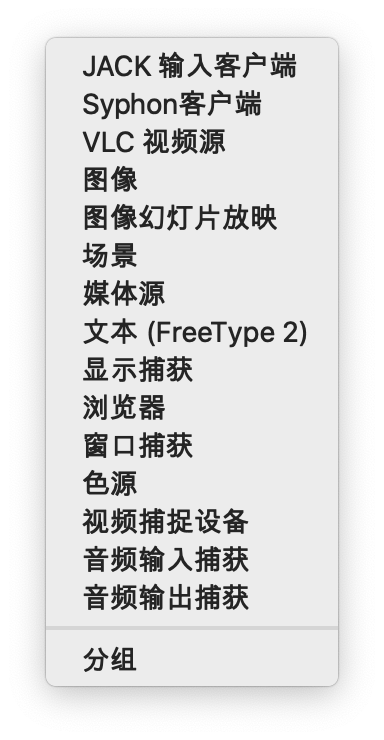 JACK 输入客户端
Syphon客户端
VLC 视频源
图像
图像幻灯片放映
场景
媒体源
文本 (FreeType 2)
显示捕获
浏览器
窗口捕获
色源
视频捕捉设备
音频输入捕获
音频输出捕获
分组